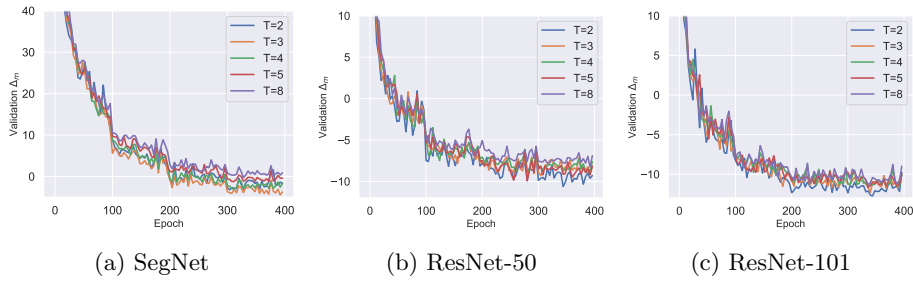 40
30
20
10
0
0
100
200
300
400
Epoch
Validation Δm
T=2
T=3
T=4
T=5
T=8
(a) SegNet
10
5
0
−5
−10
0
100
200
300
400
Epoch
Validation Δm
T=2
T=3
T=4
T=5
T=8
(b) ResNet-50
10
5
0
−5
−10
0
100
200
300
400
Epoch
Validation Δm
T=2
T=3
T=4
T=5
T=8
(c) ResNet-101